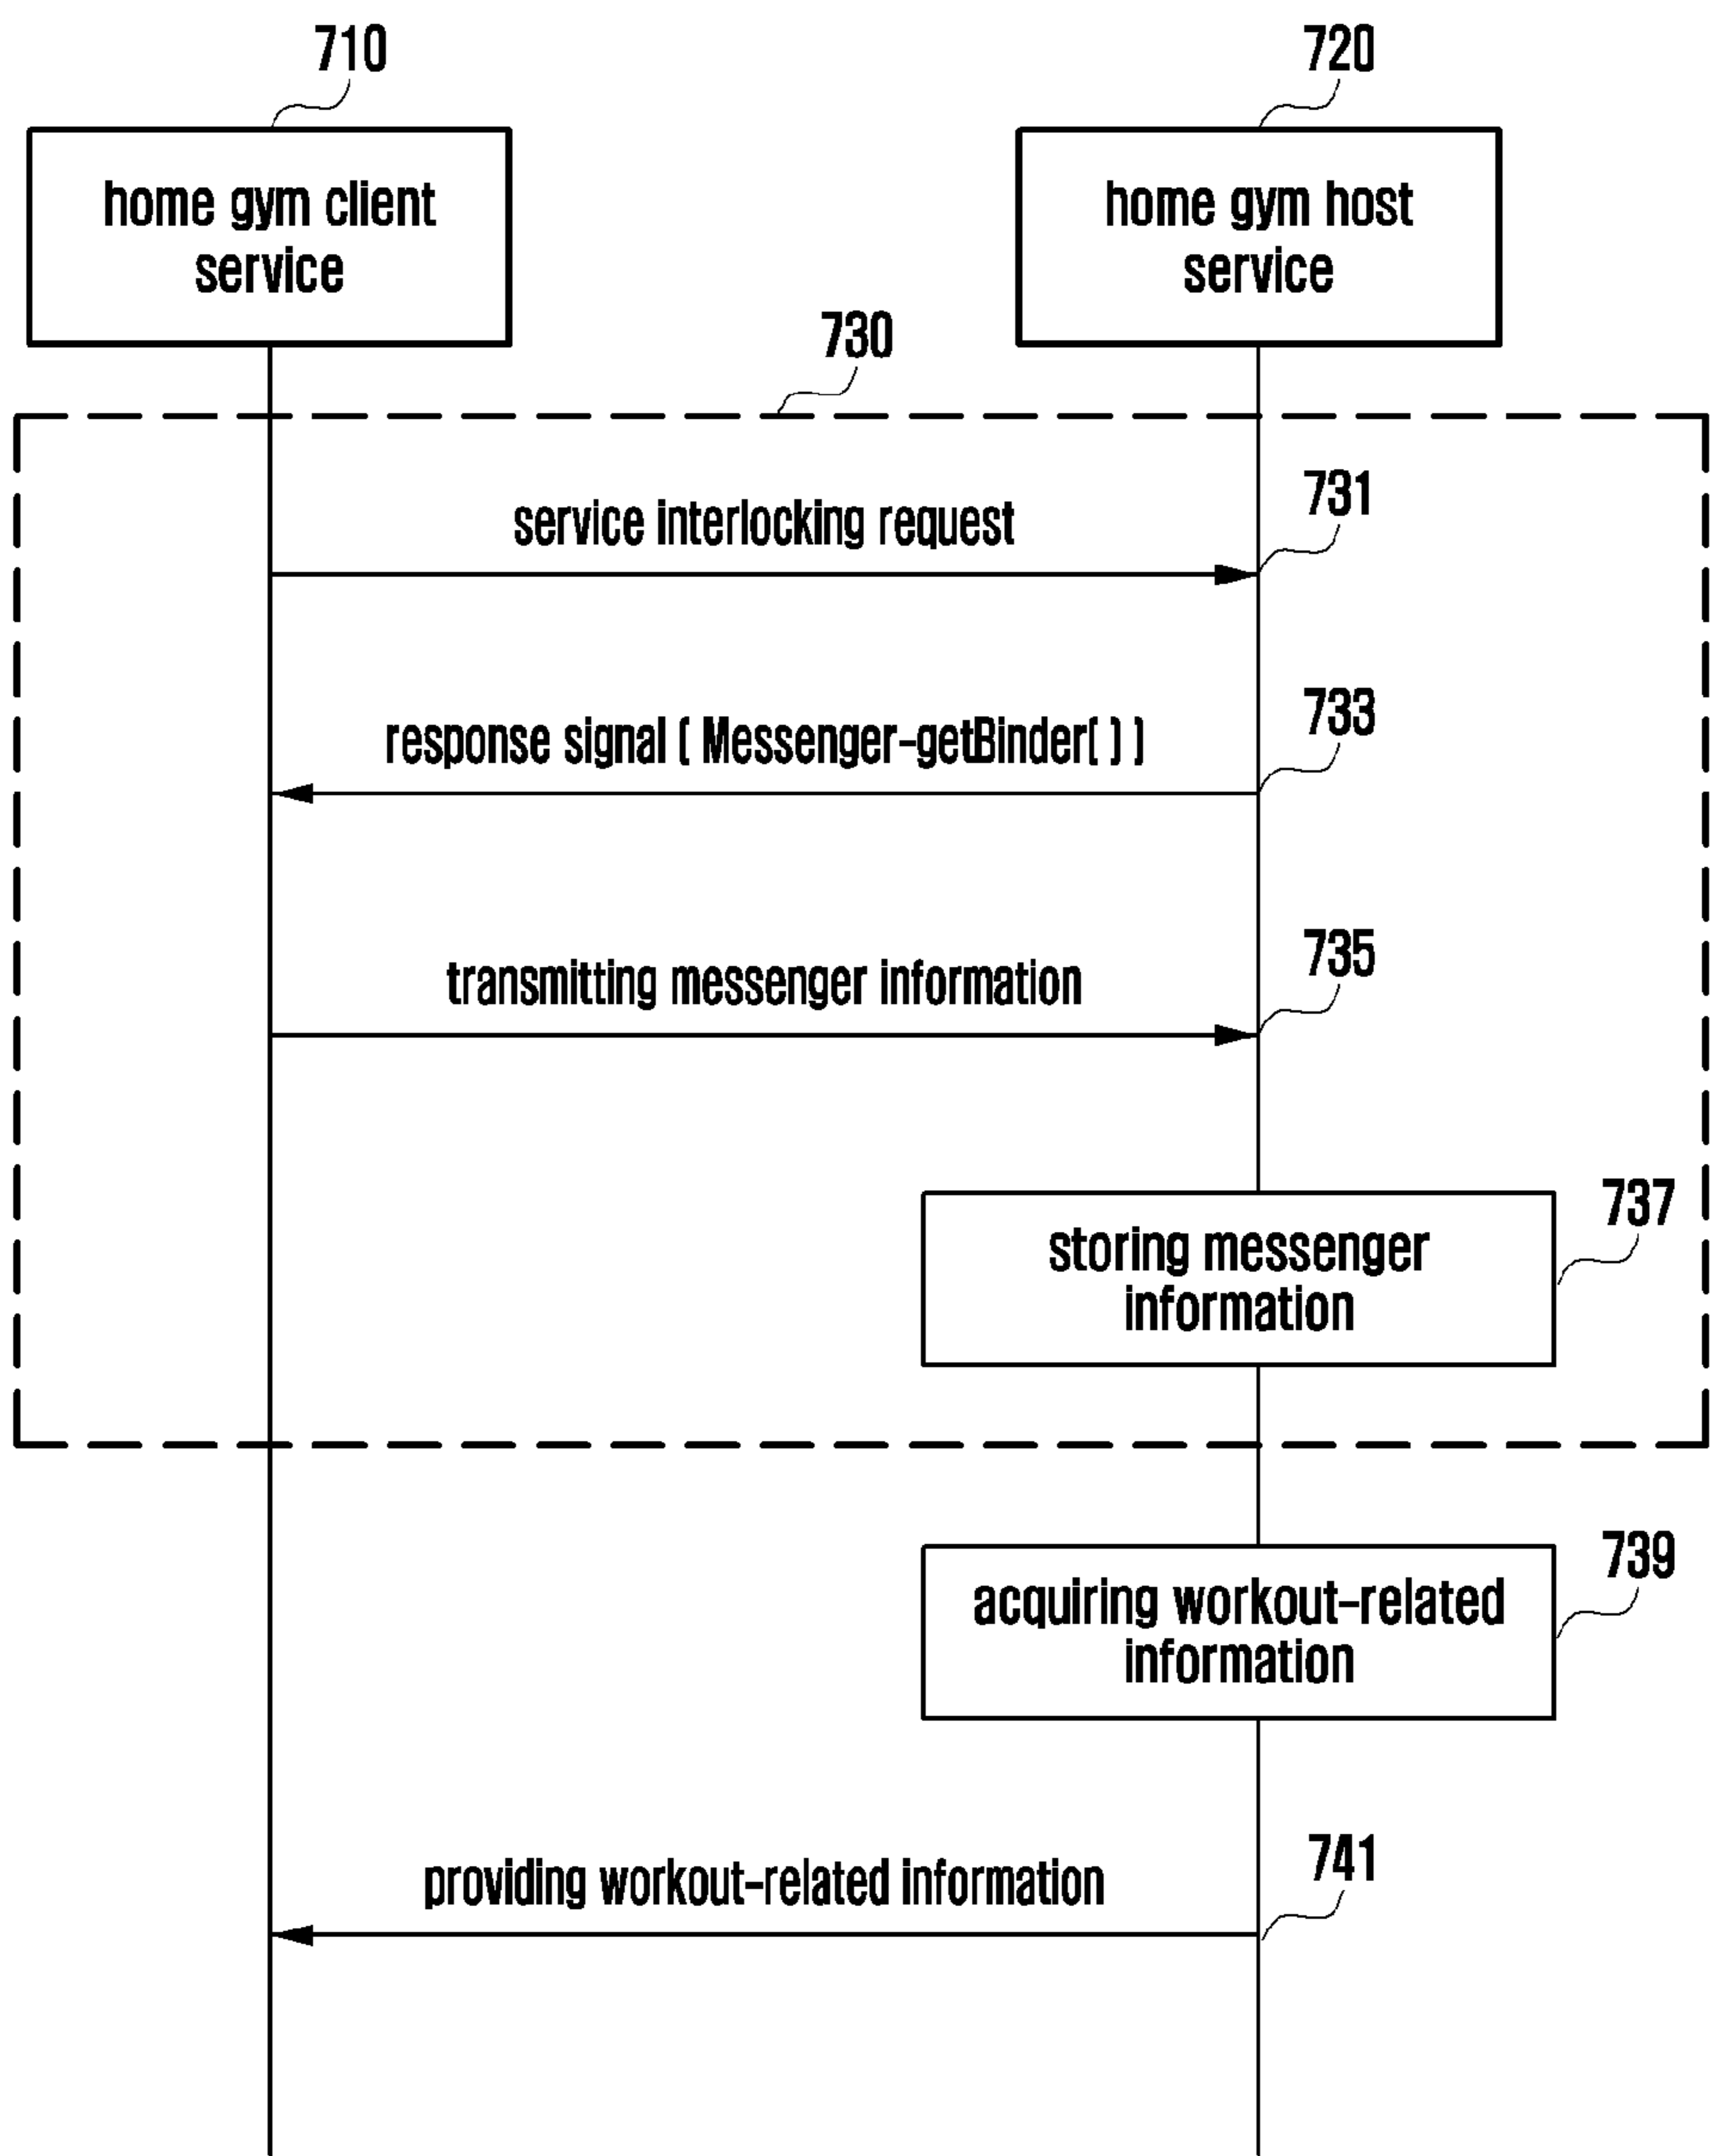 710
720
home gym client
service
home gym host
service
730
731
service interlocking request
733
response signal ( Messenger-getBinder( ) )
735
transmitting messenger information
737
storing messenger
information
739
acquiring workout-related
information
741
providing workout-related information